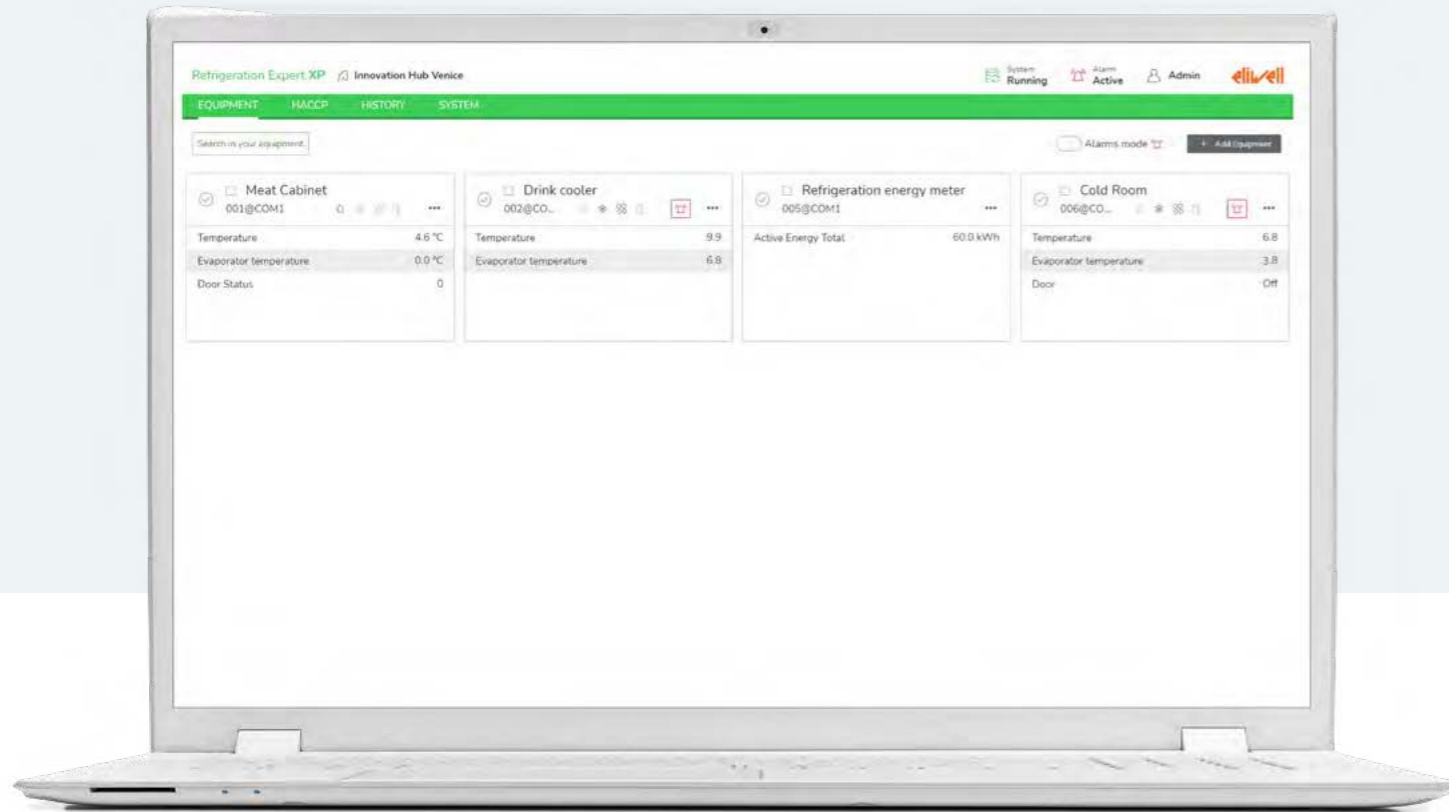 Refrigeration Expert XP Innovation Hub Venice
System Running
Alarm Active
Admin
eliwell
EQUIPMENT HACCP HISTORY SYSTEM
Search in your equipment.
Alarms mode
+ Add Equipment
Meat Cabinet
001@COM1 •••
Temperature 4.6 °C
Evaporator temperature 0.0 °C
Door Status 0
Drink cooler
002@CO... •••
Temperature 9.9
Evaporator temperature 6.8
Refrigeration energy meter
005@COM1 •••
Active Energy Total 60.9 kWh
Cold Room
006@CO... •••
Temperature 6.8
Evaporator temperature 3.8
Door Off